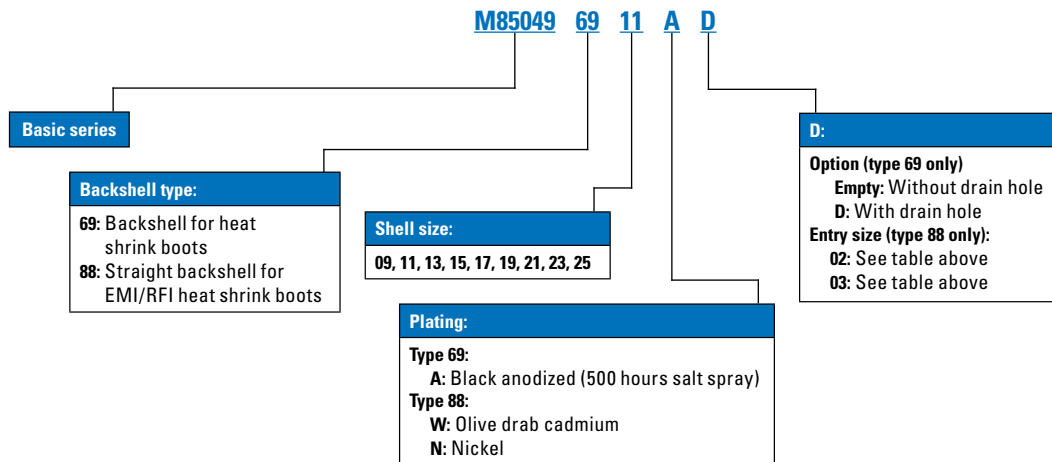 M85049 69 11 A D
Basic series
Backshell type:
69: Backshell for heat
shrink boots
88: Straight backshell for
EMI/RFI heat shrink boots
Shell size:
09, 11, 13, 15, 17, 19, 21, 23, 25
Plating:
Type 69:
A: Black anodized (500 hours salt spray)
Type 88:
W: Olive drab cadmium
N: Nickel
D:
Option (type 69 only)
Empty: Without drain hole
D: With drain hole
Entry size (type 88 only):
02: See table above
03: See table above